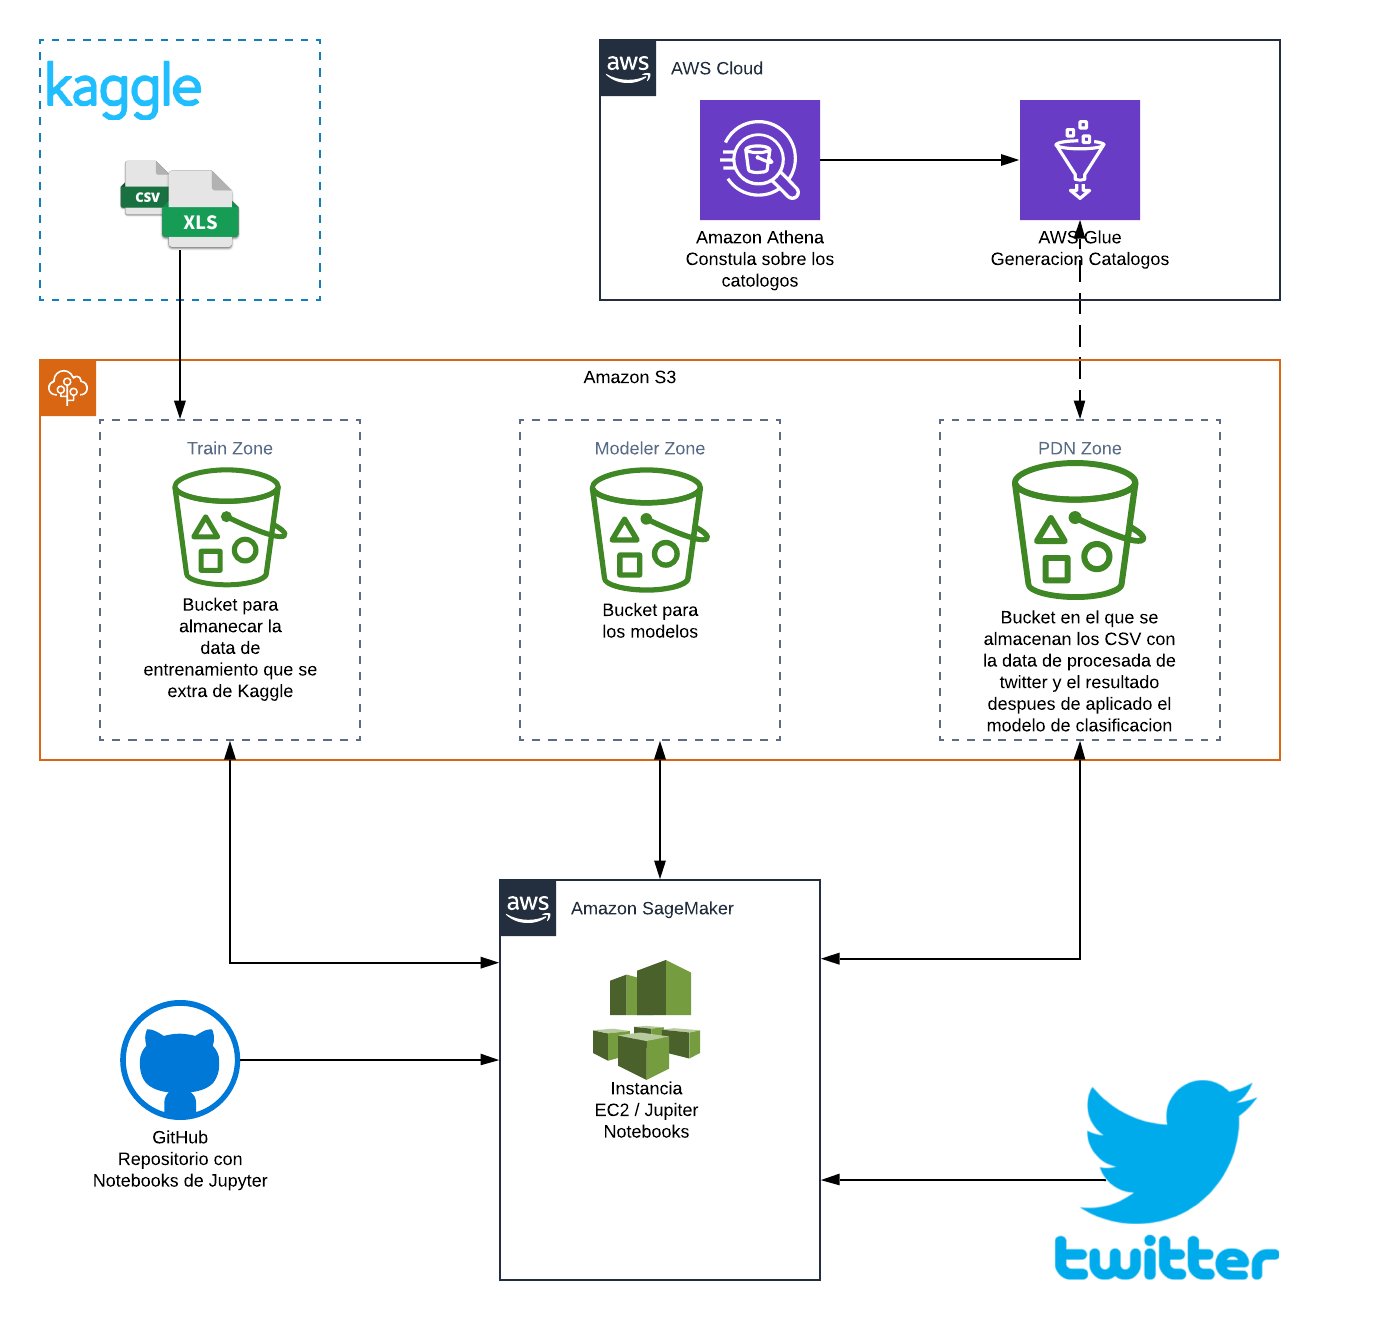 kaggle
CSV
XLS
aws
AWS Cloud
Amazon Athena
Constula sobre los
catologos
AWS Glue
Generacion Catalogos
Amazon S3
Train Zone
Bucket para
almanecar la
data de
entrenamiento que se
extra de Kaggle
Modeler Zone
Bucket para
los modelos
PDN Zone
Bucket en el que se
almacenan los CSV con
la data de procesada de
twitter y el resultado
despues de aplicado el
modelo de clasificacion
aws
Amazon SageMaker
Instancia
EC2 / Jupiter
Notebooks
GitHub
Repositorio con
Notebooks de Jupyter
twitter